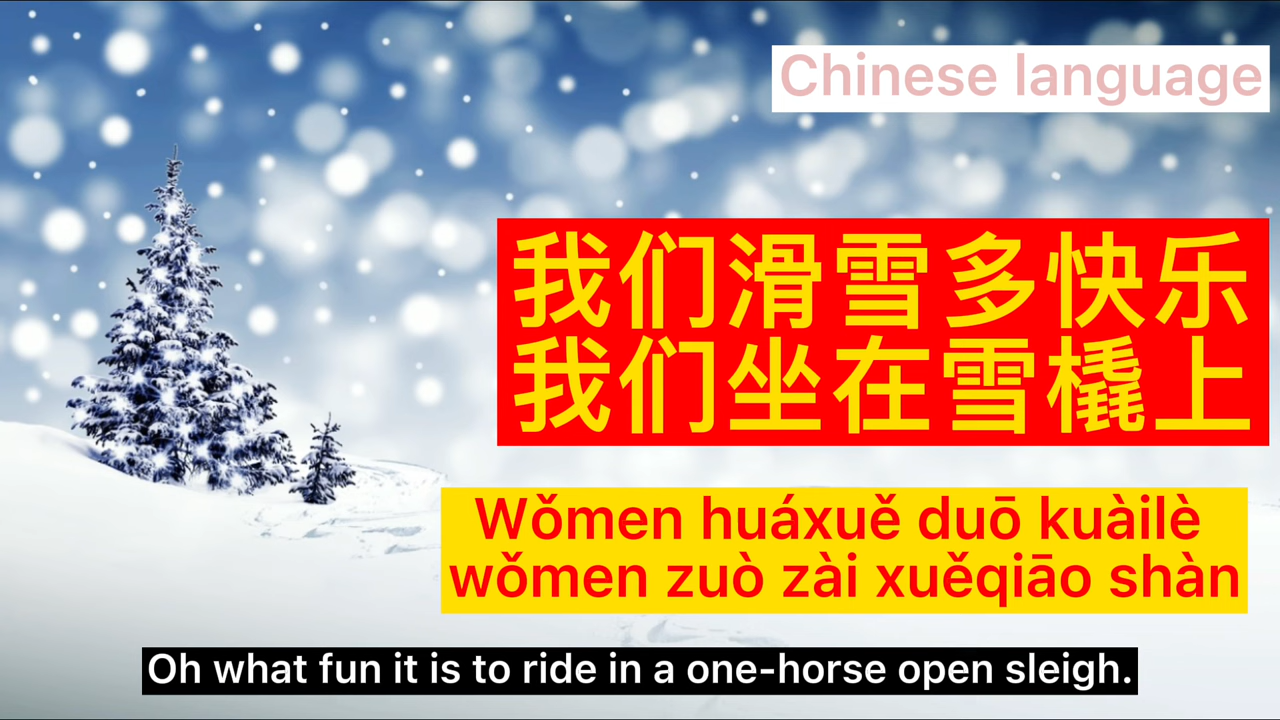 Chinese language
我们滑雪多快乐
我们坐在雪橇上
Wǒmen huáxuě duō kuàilè
wǒmen zuò zài xuěqiāo shàn
Oh what fun it is to ride in a one-horse open sleigh.